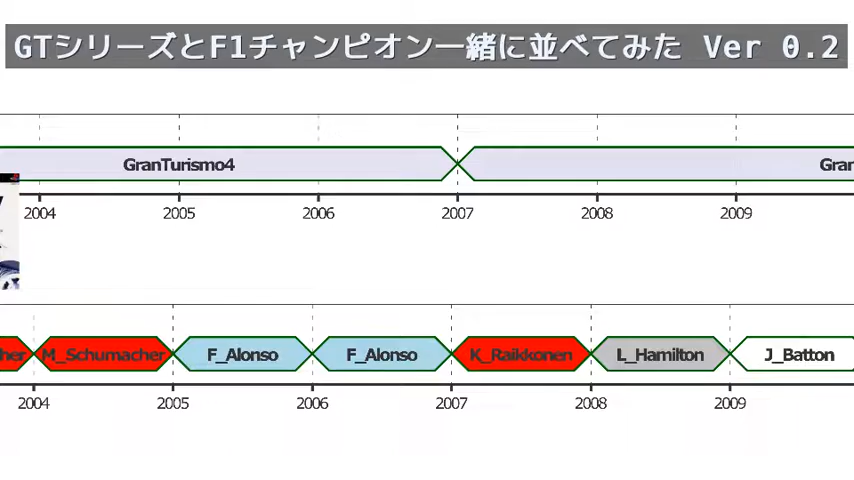 GTシリーズとF1チャンピオン一緒に並べてみた Ver 0.2
GranTurismo4 Gran
2004 2005 2006 2007 2008 2009
her M_Schumacher F_Alonso F_Alonso K_Raikkonen L_Hamilton J_Batton
2004 2005 2006 2007 2008 2009